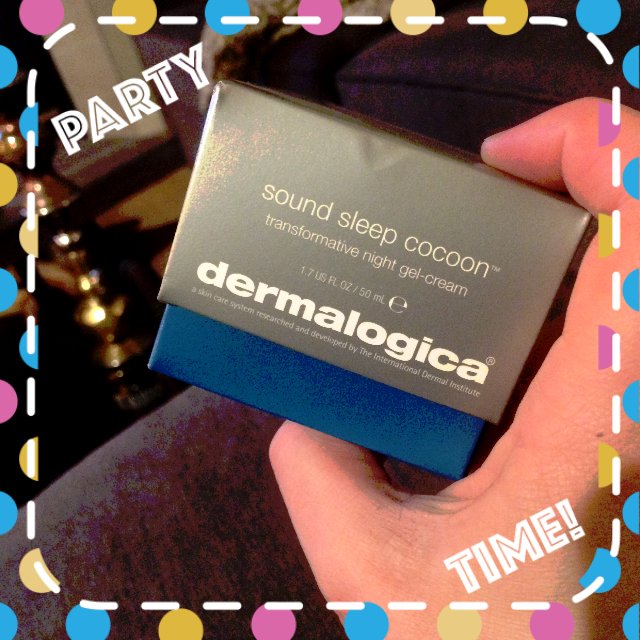 PARTY
sound sleep cocoon™
transformative night gel-cream
1.7 US FL OZ / 50 mL ℮
dermalogica®
a skin care system researched and developed by The International Dermal Institute
TIME!